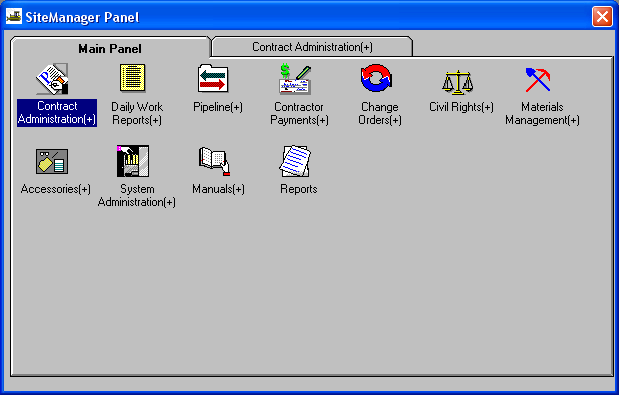 SiteManager Panel
Main Panel
Contract Administration(+)
Contract
Administration(+)
Daily Work
Reports(+)
Pipeline(+)
Contractor
Payments(+)
Change
Orders(+)
Civil Rights(+)
Materials
Management(+)
Accessories(+)
System
Administration(+)
Manuals(+)
Reports